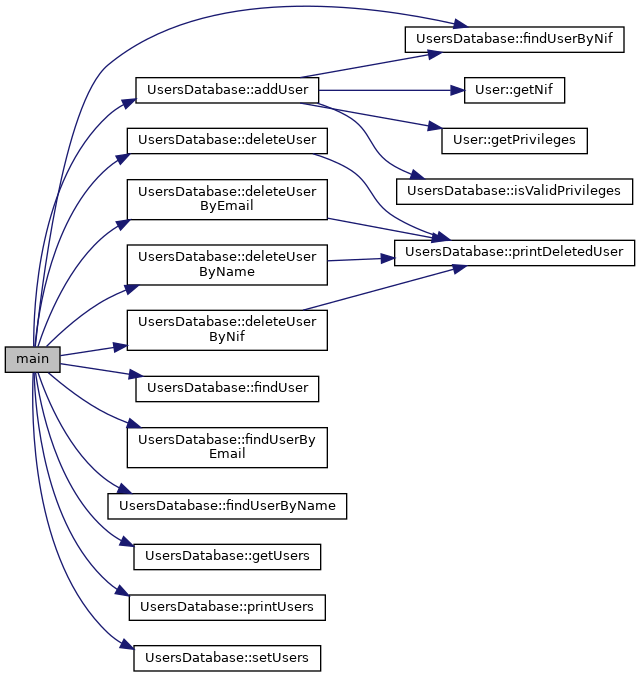 main
UsersDatabase::findUserByNif
UsersDatabase::addUser
User::getNif
User::getPrivileges
UsersDatabase::isValidPrivileges
UsersDatabase::deleteUser
UsersDatabase::deleteUser
ByEmail
UsersDatabase::deleteUser
ByName
UsersDatabase::deleteUser
ByNif
UsersDatabase::printDeletedUser
UsersDatabase::findUser
UsersDatabase::findUserBy
Email
UsersDatabase::findUserByName
UsersDatabase::getUsers
UsersDatabase::printUsers
UsersDatabase::setUsers